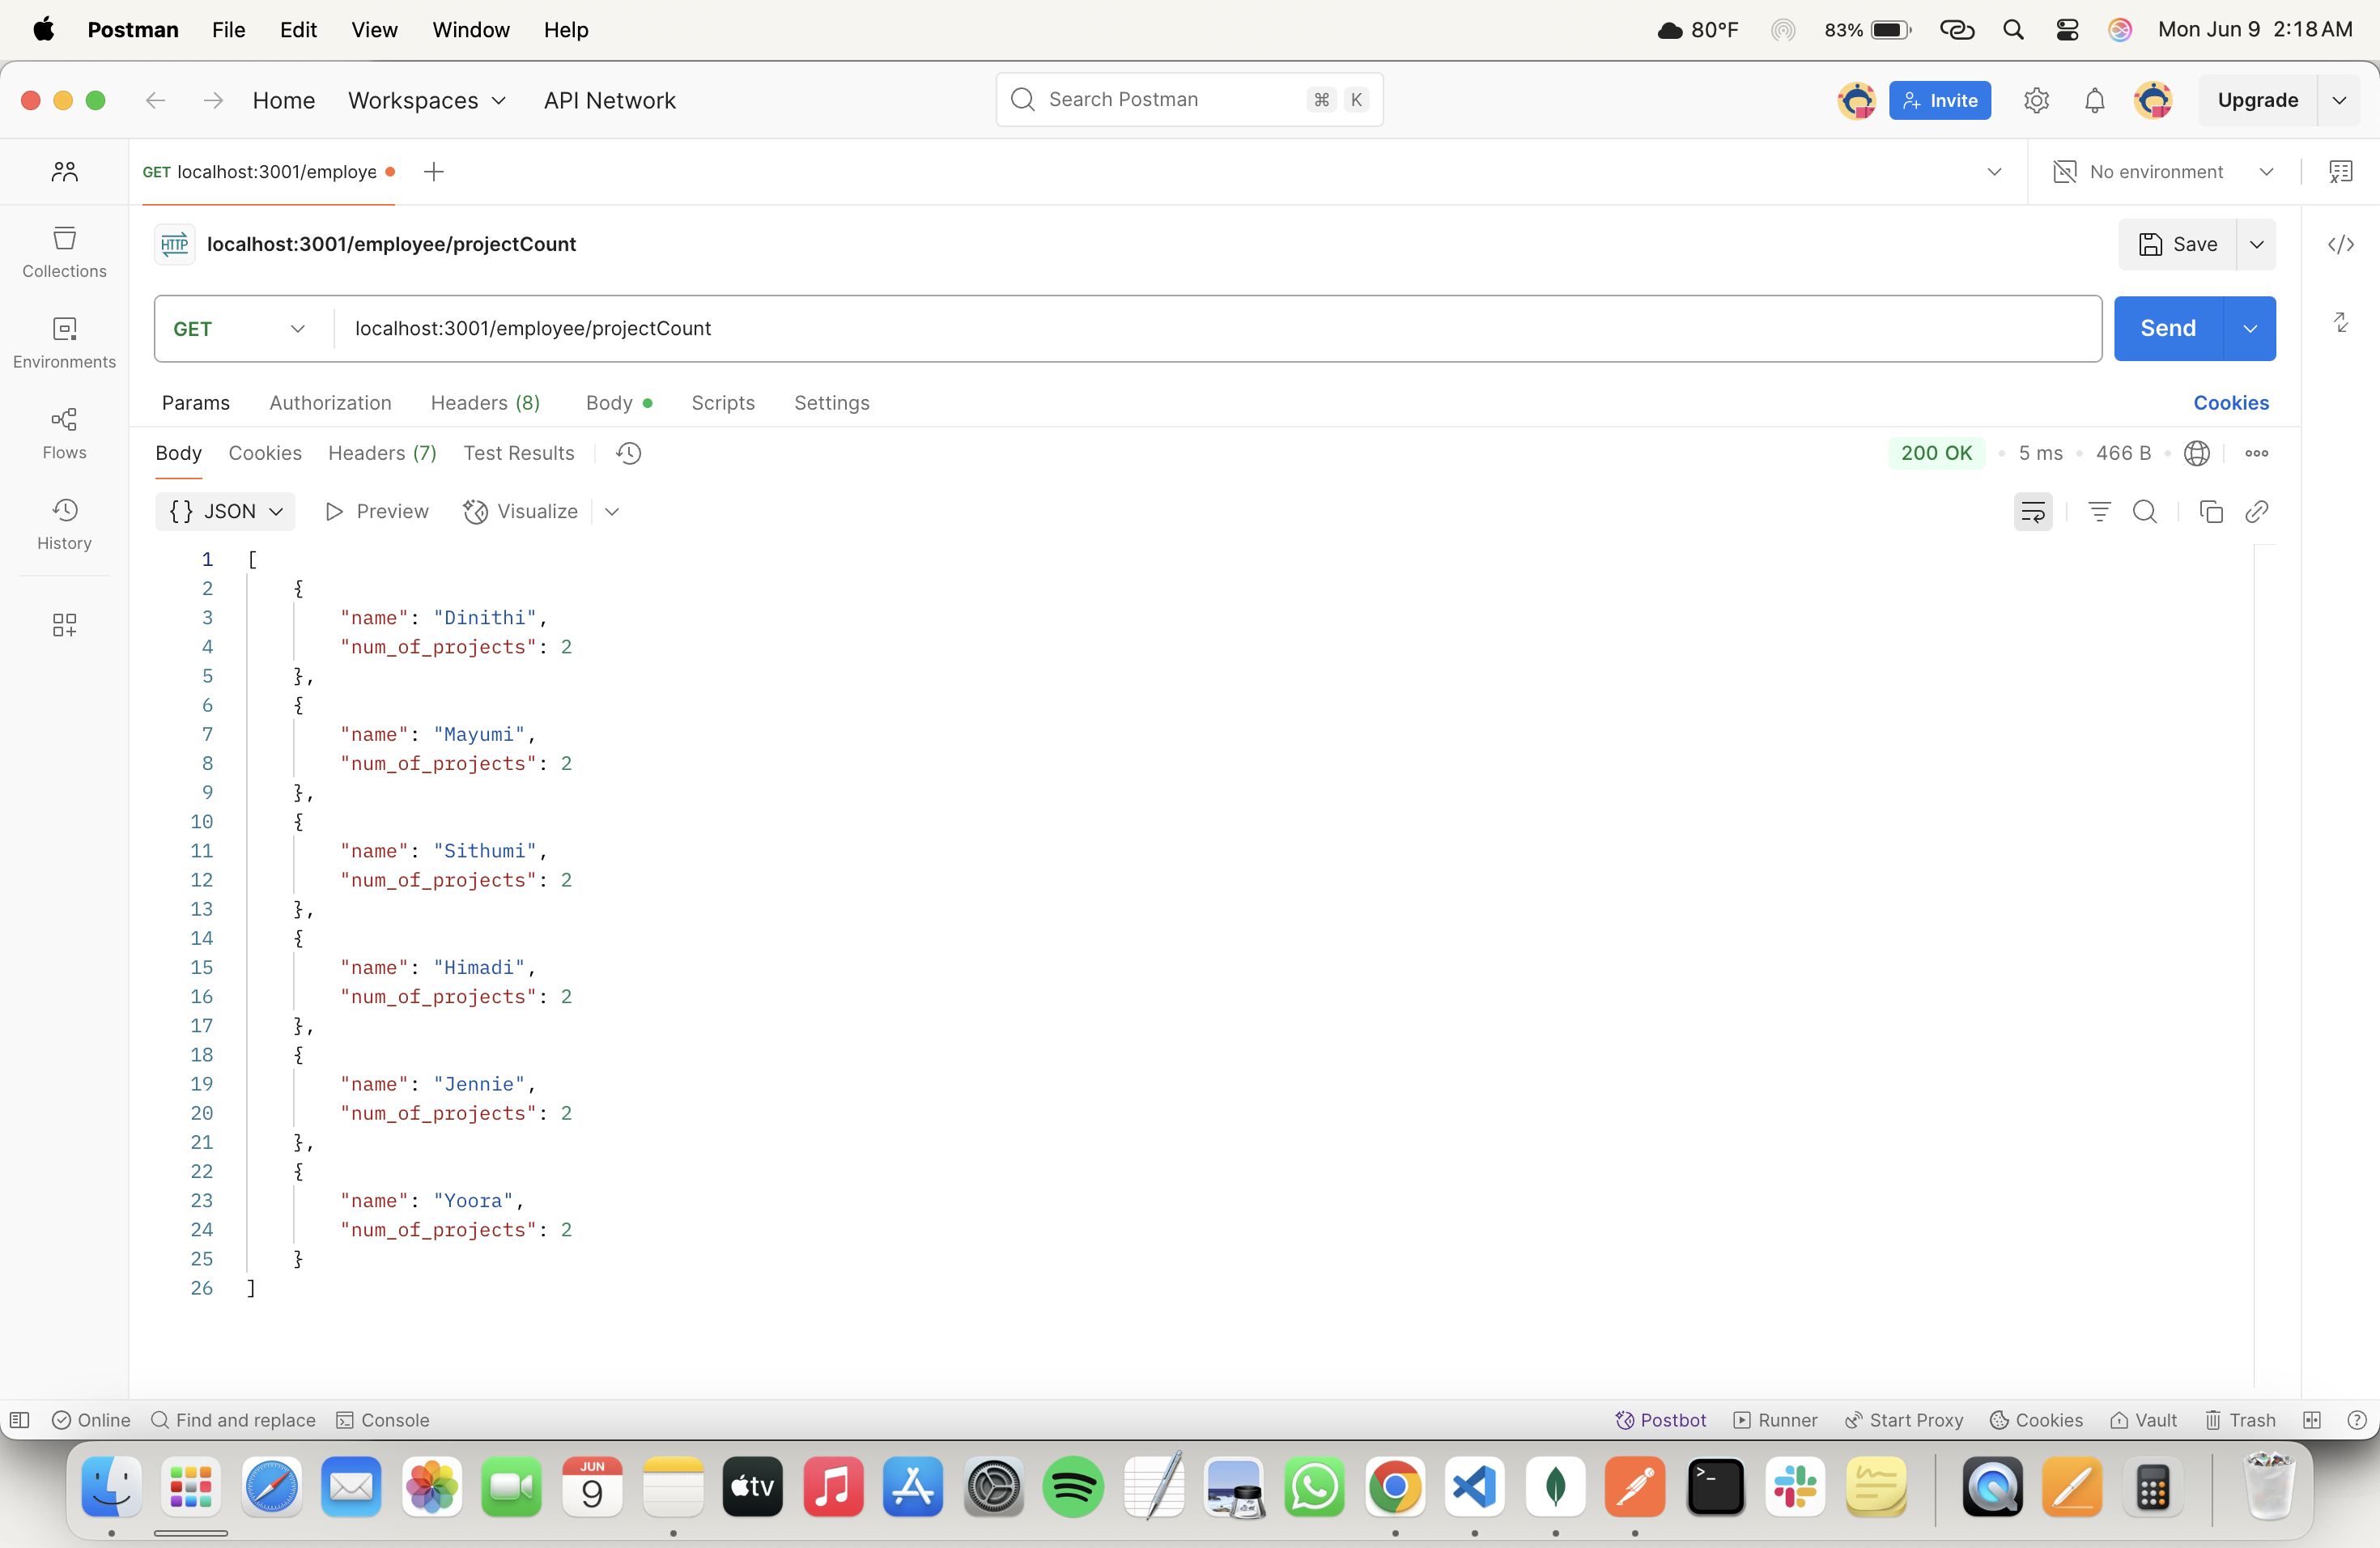 Postman File Edit View Window Help 80°F 83% Mon Jun 9 2:18 AM
Home Workspaces API Network Search Postman ⌘ K Invite Upgrade
GET localhost:3001/employe No environment
HTTP localhost:3001/employee/projectCount Save
GET localhost:3001/employee/projectCount Send
Params Authorization Headers (8) Body Scripts Settings Cookies
Body Cookies Headers (7) Test Results 200 OK 5 ms 466 B
{} JSON Preview Visualize
Collections
Environments
Flows
History
1 [
2 {
3 "name": "Dinithi",
4 "num_of_projects": 2
5 },
6 {
7 "name": "Mayumi",
8 "num_of_projects": 2
9 },
10 {
11 "name": "Sithumi",
12 "num_of_projects": 2
13 },
14 {
15 "name": "Himadi",
16 "num_of_projects": 2
17 },
18 {
19 "name": "Jennie",
20 "num_of_projects": 2
21 },
22 {
23 "name": "Yoora",
24 "num_of_projects": 2
25 }
26 ]
Online Find and replace Console Postbot Runner Start Proxy Cookies Vault Trash
JUN
9
tv